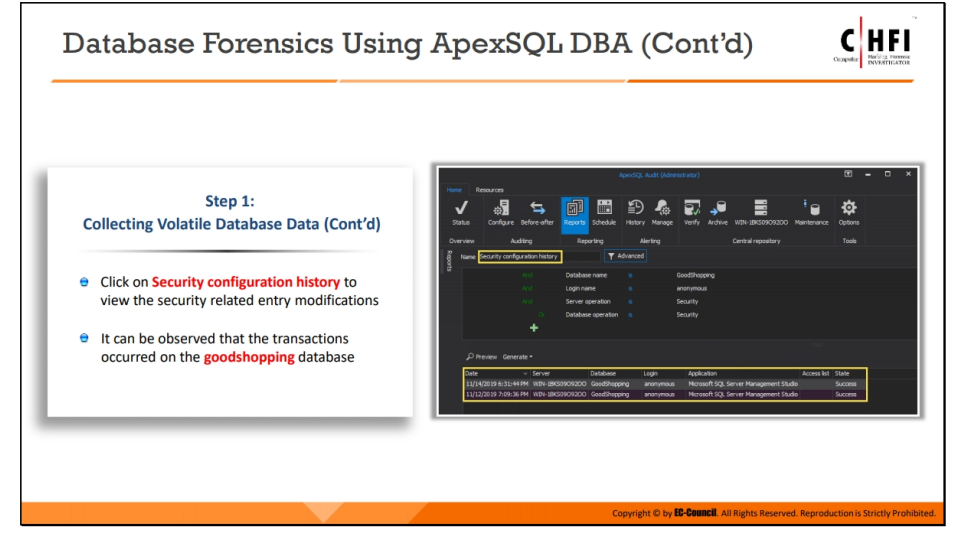 Database Forensics Using ApexSQL DBA (Cont'd)
C HFI
Computer
INVESTIGATOR
Step 1:
Collecting Volatile Database Data (Cont'd)
Click on Security configuration history to
view the security related entry modifications
It can be observed that the transactions
occurred on the goodshopping database
ApexSQL Audit (Administrator)
Home Resources
Status Configure Before-after Reports Schedule History Manage Verify Archive WIN-1BKS09O92OO Maintenance Options
Overview Auditing Reporting Alerting Central repository Tools
Reports
Name Security configuration history Advanced
And Database name is GoodShopping
And Login name is anonymous
And Server operation is Security
Or Database operation is Security
Preview Generate
Date Server Database Login Application Access list State
11/14/2019 6:31:44 PM WIN-1BKS09O92OO GoodShopping anonymous Microsoft SQL Server Management Studio Success
11/12/2019 7:09:36 PM WIN-1BKS09O92OO GoodShopping anonymous Microsoft SQL Server Management Studio Success
Copyright © by EC-Council. All Rights Reserved. Reproduction is Strictly Prohibited.